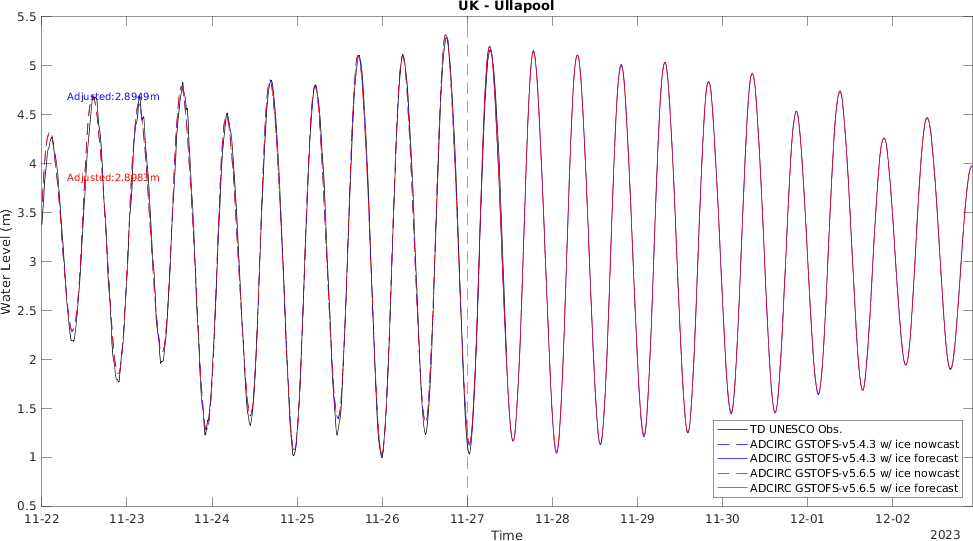 UK - Ullapool
5.5
5
4.5
4
3.5
3
2.5
2
1.5
1
0.5
Water Level (m)
Adjusted:2.8949m
Adjusted:2.8983m
TD UNESCO Obs.
ADCIRC GSTOFS-v5.4.3 w/ ice nowcast
ADCIRC GSTOFS-v5.4.3 w/ ice forecast
ADCIRC GSTOFS-v5.6.5 w/ ice nowcast
ADCIRC GSTOFS-v5.6.5 w/ ice forecast
11-22 11-23 11-24 11-25 11-26 11-27 11-28 11-29 11-30 12-01 12-02
Time
2023